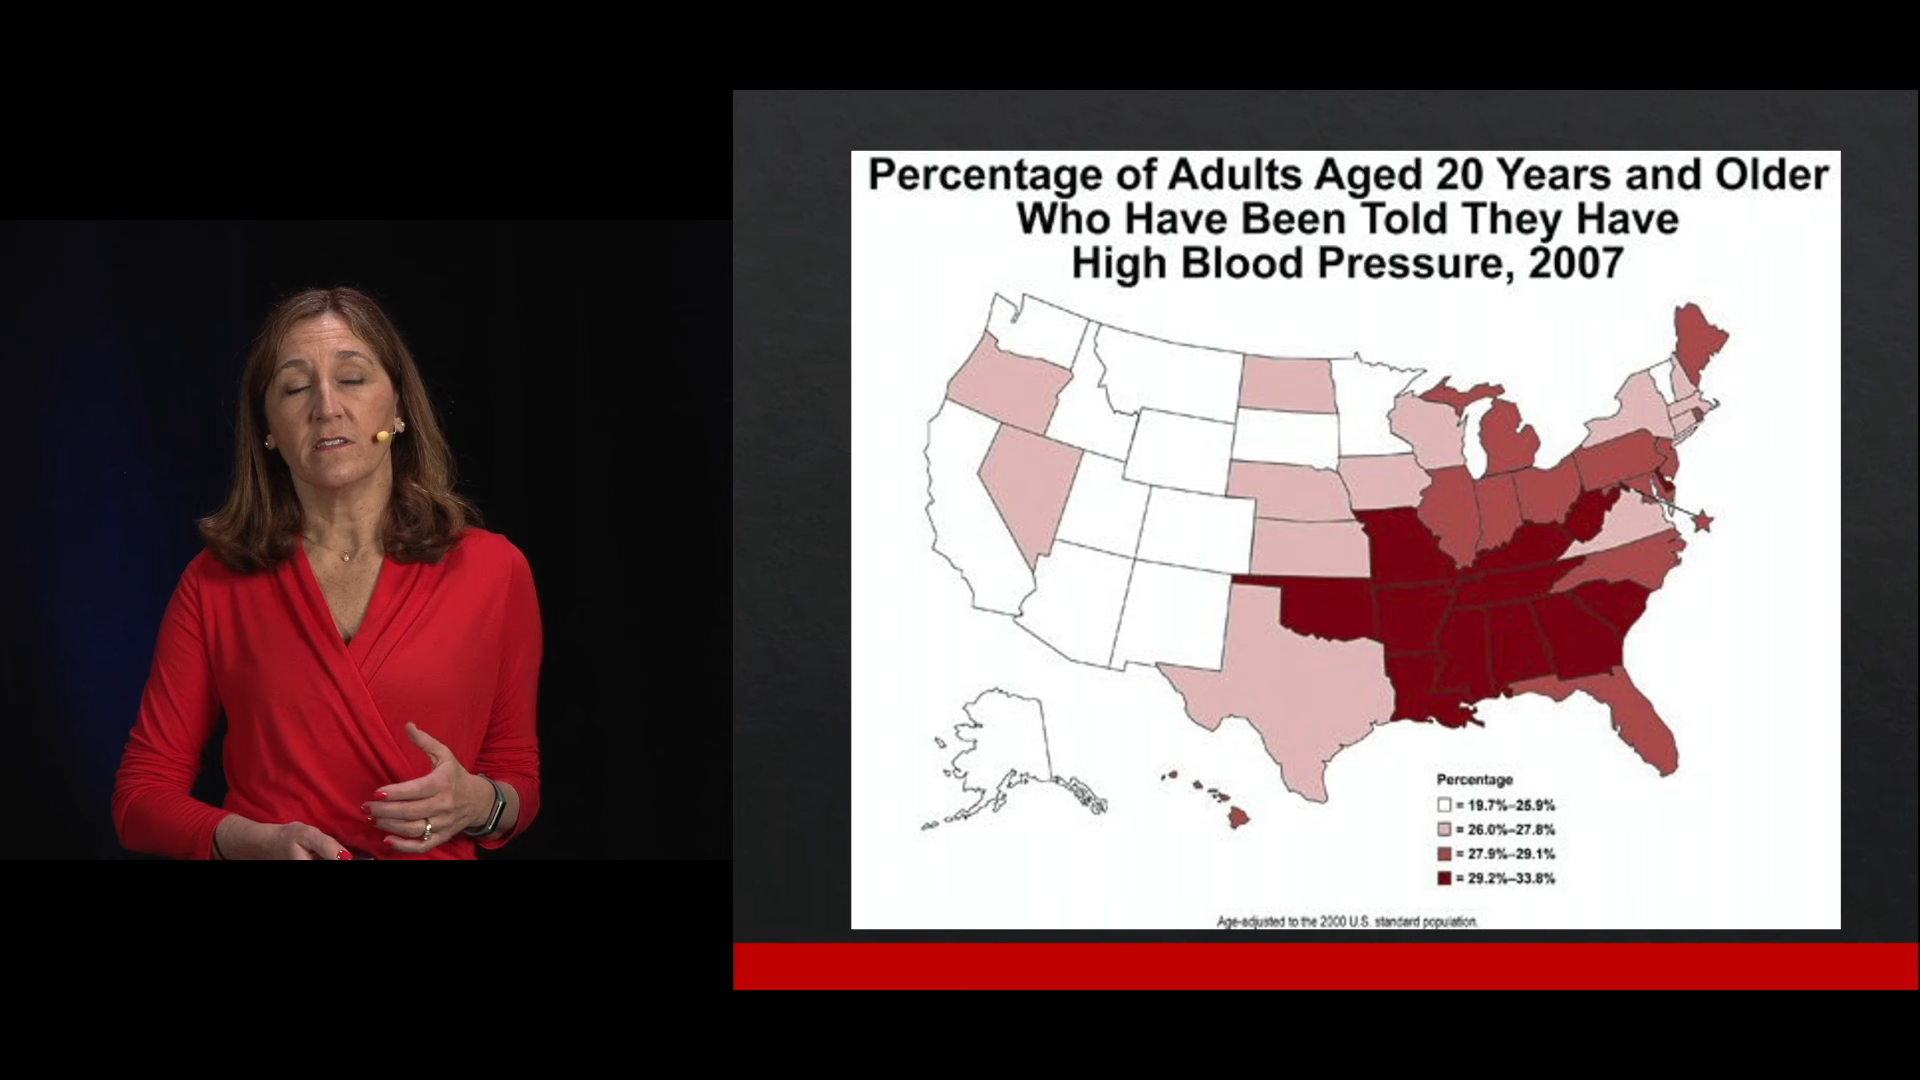 Percentage of Adults Aged 20 Years and Older
Who Have Been Told They Have
High Blood Pressure, 2007
Percentage
= 19.7%–25.9%
= 26.0%–27.8%
= 27.9%–29.1%
= 29.2%–33.8%
Age-adjusted to the 2000 U.S. standard population.